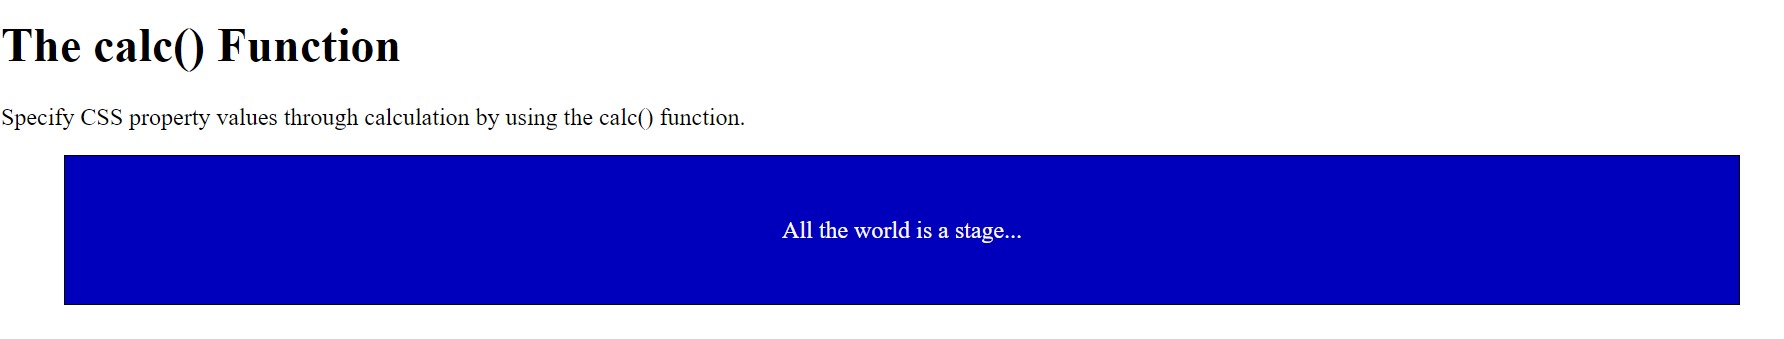 The calc() Function
Specify CSS property values through calculation by using the calc() function.
All the world is a stage...